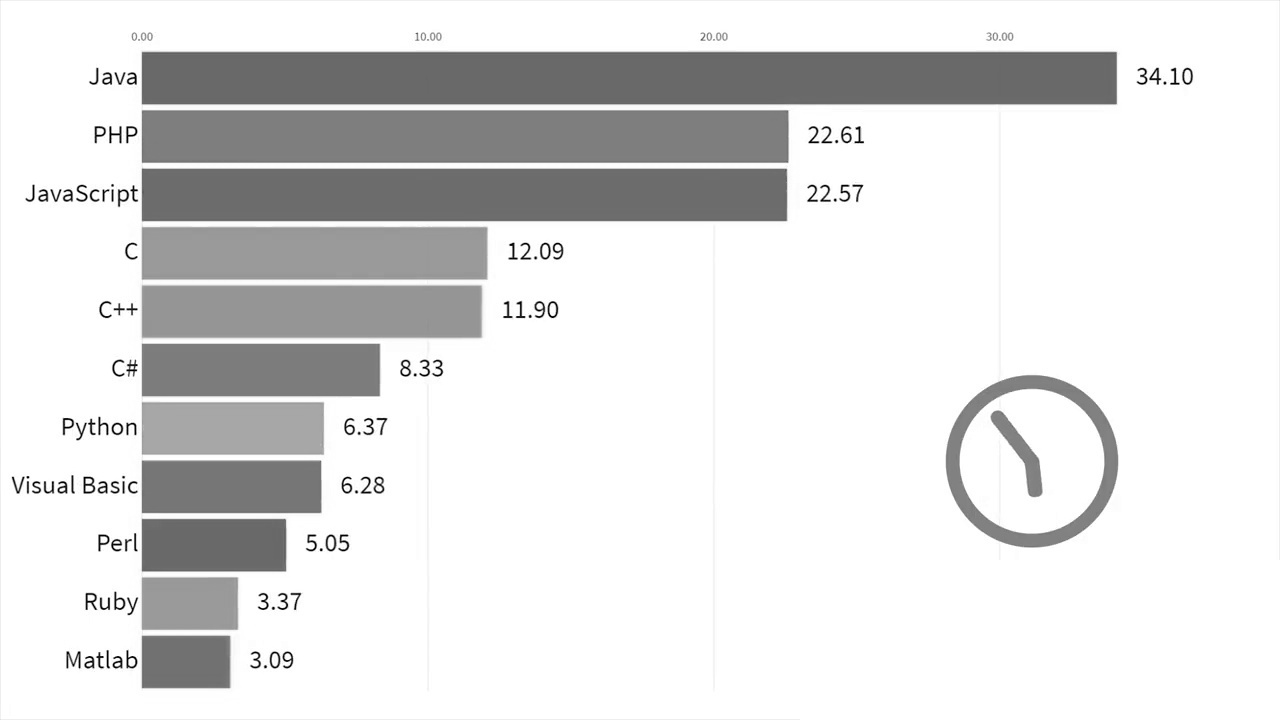 0.00 10.00 20.00 30.00
Java 34.10
PHP 22.61
JavaScript 22.57
C 12.09
C++ 11.90
C# 8.33
Python 6.37
Visual Basic 6.28
Perl 5.05
Ruby 3.37
Matlab 3.09